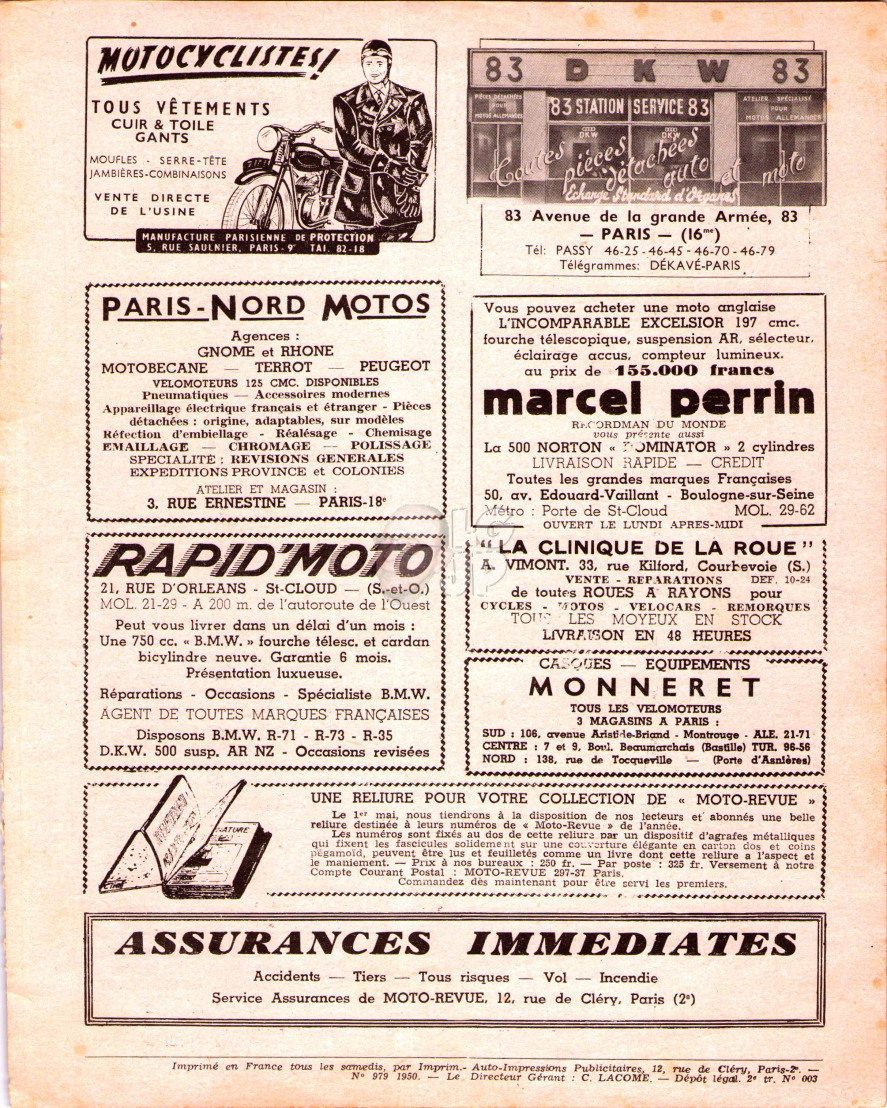 MOTOCYCLISTES!
TOUS VÊTEMENTS
CUIR & TOILE
GANTS
MOUFLES - SERRE-TÊTE
JAMBIÈRES-COMBINAISONS
VENTE DIRECTE
DE L'USINE
MANUFACTURE PARISIENNE DE PROTECTION
5, RUE SAULNIER, PARIS-9e TAI. 82-18
83 DKW 83
PIÈCES DÉTACHÉES
POUR
MOTOS ALLEMANDES
83 STATION SERVICE 83
DKW DKW
ATELIER SPÉCIALISÉ
POUR
MOTOS ALLEMANDES
Toutes pièces détachées auto et moto
Echange Standard d'Organes
83 Avenue de la grande Armée, 83
— PARIS — (16me)
Tél: PASSY 46-25 - 46-45 - 46-70 - 46-79
Télégrammes: DÉKAVÉ-PARIS
PARIS-NORD MOTOS
Agences :
GNOME et RHONE
MOTOBECANE — TERROT — PEUGEOT
VELOMOTEURS 125 CMC. DISPONIBLES
Pneumatiques — Accessoires modernes
Appareillage électrique français et étranger - Pièces
détachées : origine, adaptables, sur modèles
Réfection d'embiellage - Réalésage - Chemisage
EMAILLAGE — CHROMAGE — POLISSAGE
SPECIALITÉ : REVISIONS GENERALES
EXPEDITIONS PROVINCE et COLONIES
ATELIER ET MAGASIN :
3, RUE ERNESTINE — PARIS-18e
Vous pouvez acheter une moto anglaise
L'INCOMPARABLE EXCELSIOR 197 cmc.
fourche télescopique, suspension AR, sélecteur,
éclairage accus, compteur lumineux.
au prix de 155.000 francs
marcel perrin
RECORDMAN DU MONDE
vous présente aussi
La 500 NORTON « DOMINATOR » 2 cylindres
LIVRAISON RAPIDE — CREDIT
Toutes les grandes marques Françaises
50, av. Edouard-Vaillant - Boulogne-sur-Seine
Métro : Porte de St-Cloud MOL. 29-62
OUVERT LE LUNDI APRES-MIDI
RAPID'MOTO
21, RUE D'ORLEANS - St-CLOUD — (S.-et-O.)
MOL. 21-29 - A 200 m. de l'autoroute de l'Ouest
Peut vous livrer dans un délai d'un mois :
Une 750 cc. « B.M.W. » fourche télesc. et cardan
bicylindre neuve. Garantie 6 mois.
Présentation luxueuse.
Réparations - Occasions - Spécialiste B.M.W.
AGENT DE TOUTES MARQUES FRANÇAISES
Disposons B.M.W. R-71 - R-73 - R-35
D.K.W. 500 susp. AR NZ - Occasions revisées
"LA CLINIQUE DE LA ROUE"
A. VIMONT. 33, rue Kilford, Courbevoie (S.)
VENTE - REPARATIONS DEF. 10-24
de toutes ROUES A RAYONS pour
CYCLES - MOTOS - VELOCARS - REMORQUES
TOUS LES MOYEUX EN STOCK
LIVRAISON EN 48 HEURES
CASQUES — EQUIPEMENTS
MONNERET
TOUS LES VELOMOTEURS
3 MAGASINS A PARIS :
SUD : 106, avenue Aristide-Briand - Montrouge - ALE. 21-71
CENTRE : 7 et 9, Boul. Beaumarchais (Bastille) TUR. 96-56
NORD : 138, rue de Tocqueville — (Porte d'Asnières)
UNE RELIURE POUR VOTRE COLLECTION DE « MOTO-REVUE »
Le 1er mai, nous tiendrons à la disposition de nos lecteurs et abonnés une belle
reliure destinée à leurs numéros de « Moto-Revue » de l'année.
Les numéros sont fixés au dos de cette reliure par un dispositif d'agrafes métalliques
qui fixent les fascicules solidement sur une couverture élégante en carton dos et coins
pégamoïd, peuvent être lus et feuilletés comme un livre dont cette reliure a l'aspect et
le maniement. — Prix à nos bureaux : 250 fr. — Par poste : 325 fr. Versement à notre
Compte Courant Postal : MOTO-REVUE 297-37 Paris.
Commandez dès maintenant pour être servi les premiers.
ASSURANCES IMMEDIATES
Accidents — Tiers — Tous risques — Vol — Incendie
Service Assurances de MOTO-REVUE, 12, rue de Cléry, Paris (2e)
Imprimé en France tous les samedis, par Imprim.- Auto-Impressions Publicitaires, 12, rue de Cléry, Paris-2e. —
N° 979 1950. — Le Directeur Gérant : C. LACOME. — Dépôt légal. 2e tr. N° 003